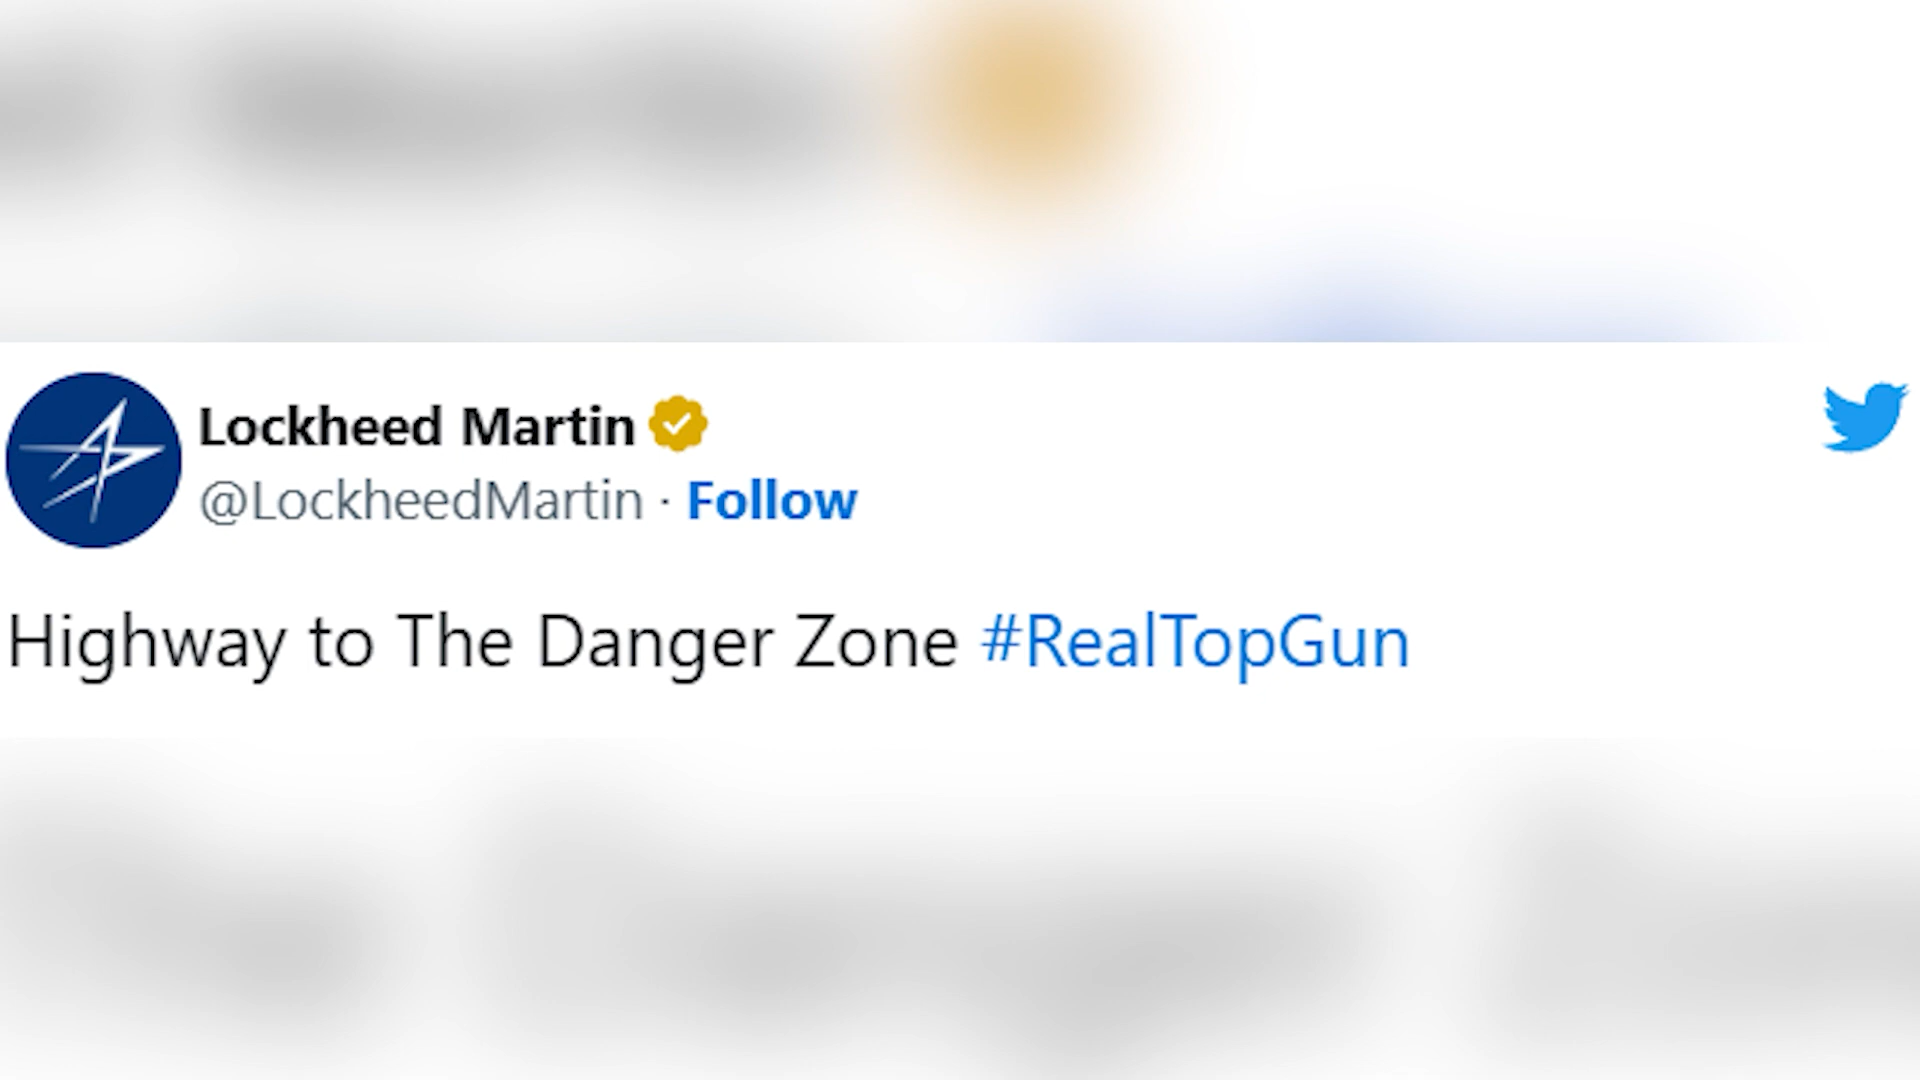 Lockheed Martin
@LockheedMartin · Follow
Highway to The Danger Zone #RealTopGun